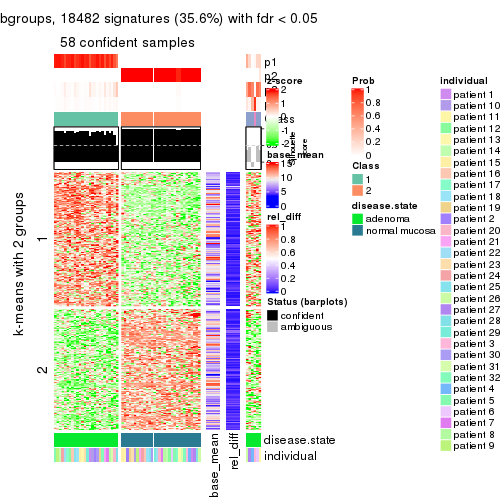 bgroups, 18482 signatures (35.6%) with fdr < 0.05
58 confident samples
p1
p2
z-score
2
1
0
-1
-2
base_mean
15
10
5
0
rel_diff
1
0.8
0.6
0.4
0.2
0
Status (barplots)
confident
ambiguous
Prob
1
0.8
0.6
0.4
0.2
0
Class
1
2
disease.state
adenoma
normal mucosa
individual
patient 1
patient 10
patient 11
patient 12
patient 13
patient 14
patient 15
patient 16
patient 17
patient 18
patient 19
patient 2
patient 20
patient 21
patient 22
patient 23
patient 24
patient 25
patient 26
patient 27
patient 28
patient 29
patient 3
patient 30
patient 31
patient 32
patient 4
patient 5
patient 6
patient 7
patient 8
patient 9
k-means with 2 groups
1
2
disease.state
individual
base_mean
rel_diff